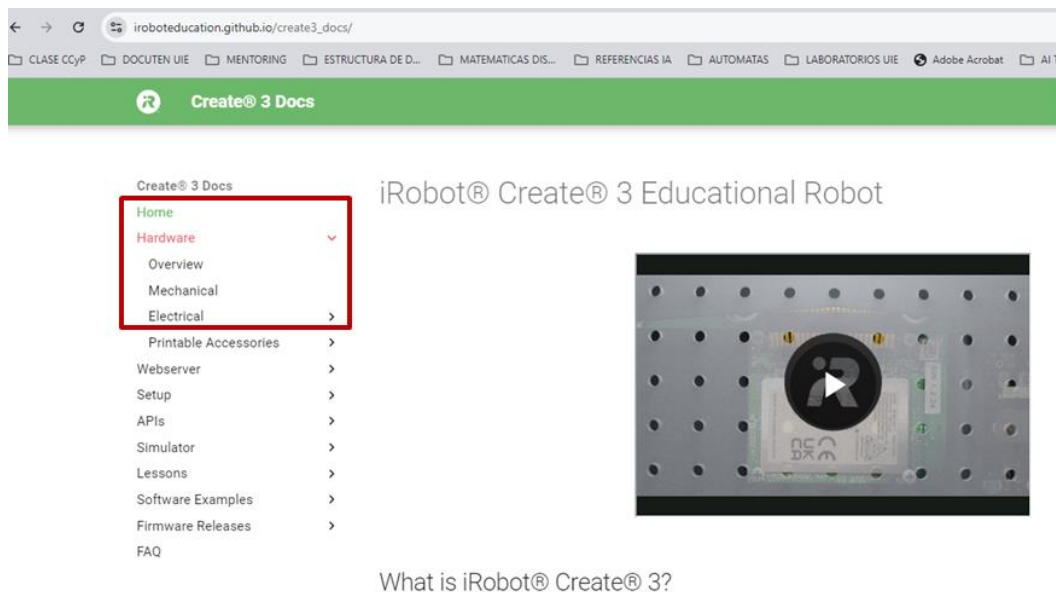 iroboteducation.github.io/create3_docs/
CLASE CCyP DOCUTEN UIE MENTORING ESTRUCTURA DE D... MATEMATICAS DIS... REFERENCIAS IA AUTOMATAS LABORATORIOS UIE Adobe Acrobat AI
Create® 3 Docs
Create® 3 Docs
Home
Hardware
Overview
Mechanical
Electrical
Printable Accessories
Webserver
Setup
APIs
Simulator
Lessons
Software Examples
Firmware Releases
FAQ
iRobot® Create® 3 Educational Robot
iR
What is iRobot® Create® 3?